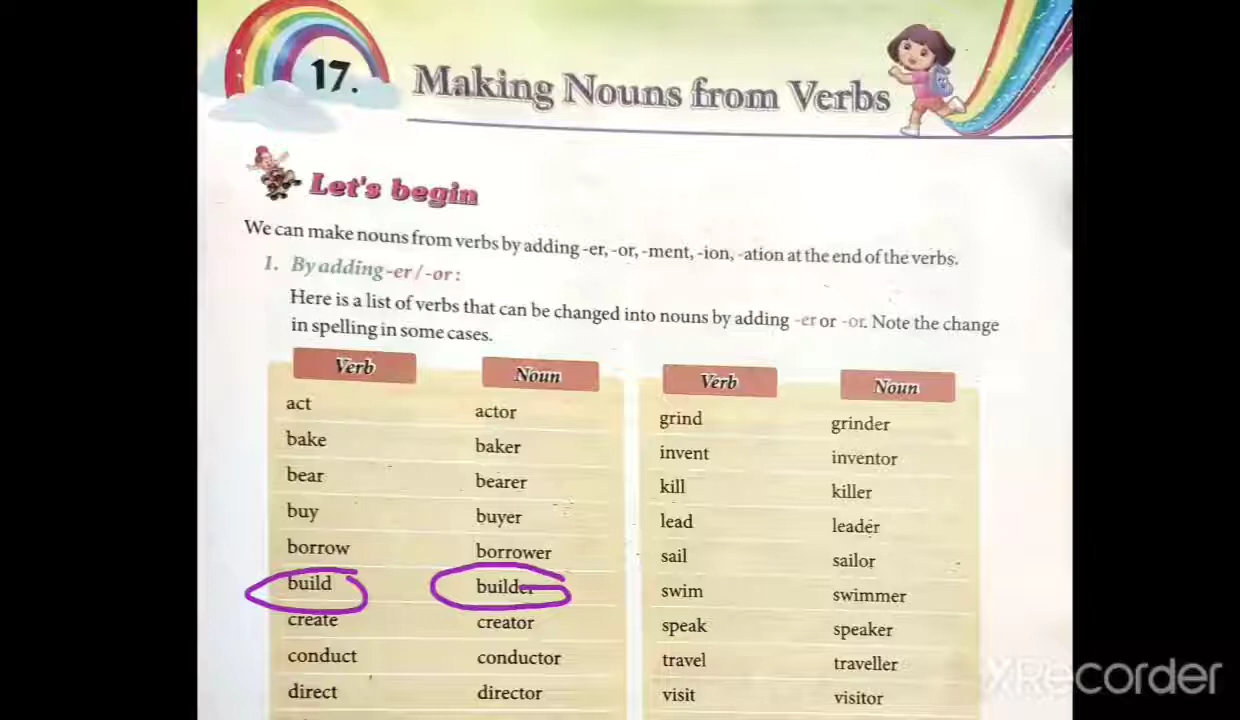 17. Making Nouns from Verbs
Let's begin
We can make nouns from verbs by adding -er, -or, -ment, -ion, -ation at the end of the verbs.
1. By adding -er / -or :
Here is a list of verbs that can be changed into nouns by adding -er or -or. Note the change
in spelling in some cases.
Verb Noun Verb Noun
act actor grind grinder
bake baker invent inventor
bear bearer kill killer
buy buyer lead leader
borrow borrower sail sailor
build builder swim swimmer
create creator speak speaker
conduct conductor travel traveller
direct director visit visitor
XRecorder